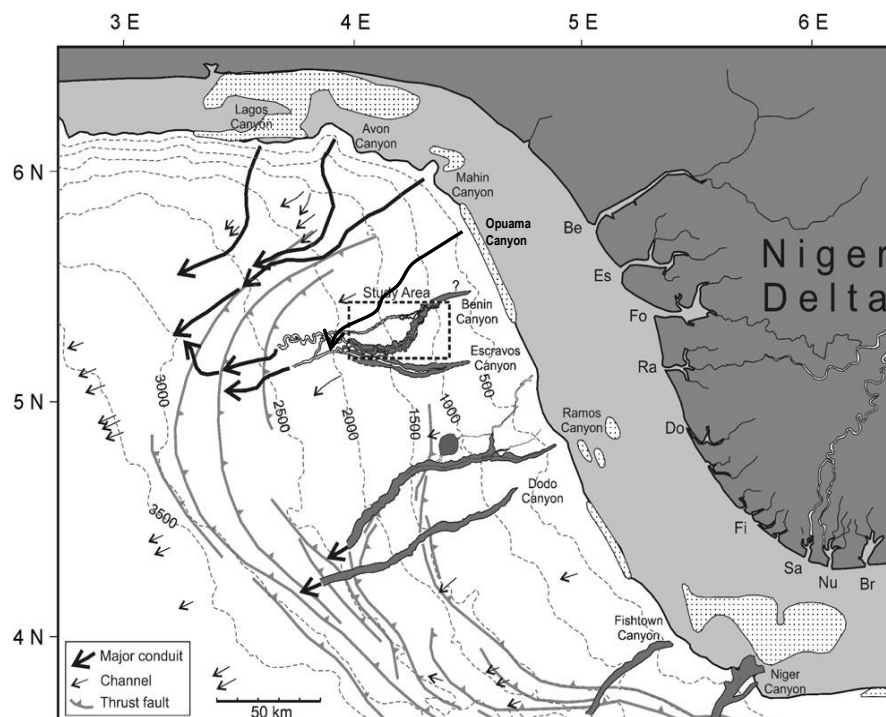 3 E
4 E
5 E
6 E
6 N
5 N
4 N
Lagos
Canyon
Avon
Canyon
Mahin
Canyon
Opuama
Canyon
Be
Es
Fo
Ra
Do
Fi
Sa
Nu
Br
Niger
Delta
Study Area
?
Benin
Canyon
Escravos
Canyon
3000
2500
2000
1500
1000
500
3500
Ramos
Canyon
Dodo
Canyon
Fishtown
Canyon
Niger
Canyon
Major conduit
Channel
Thrust fault
50 km